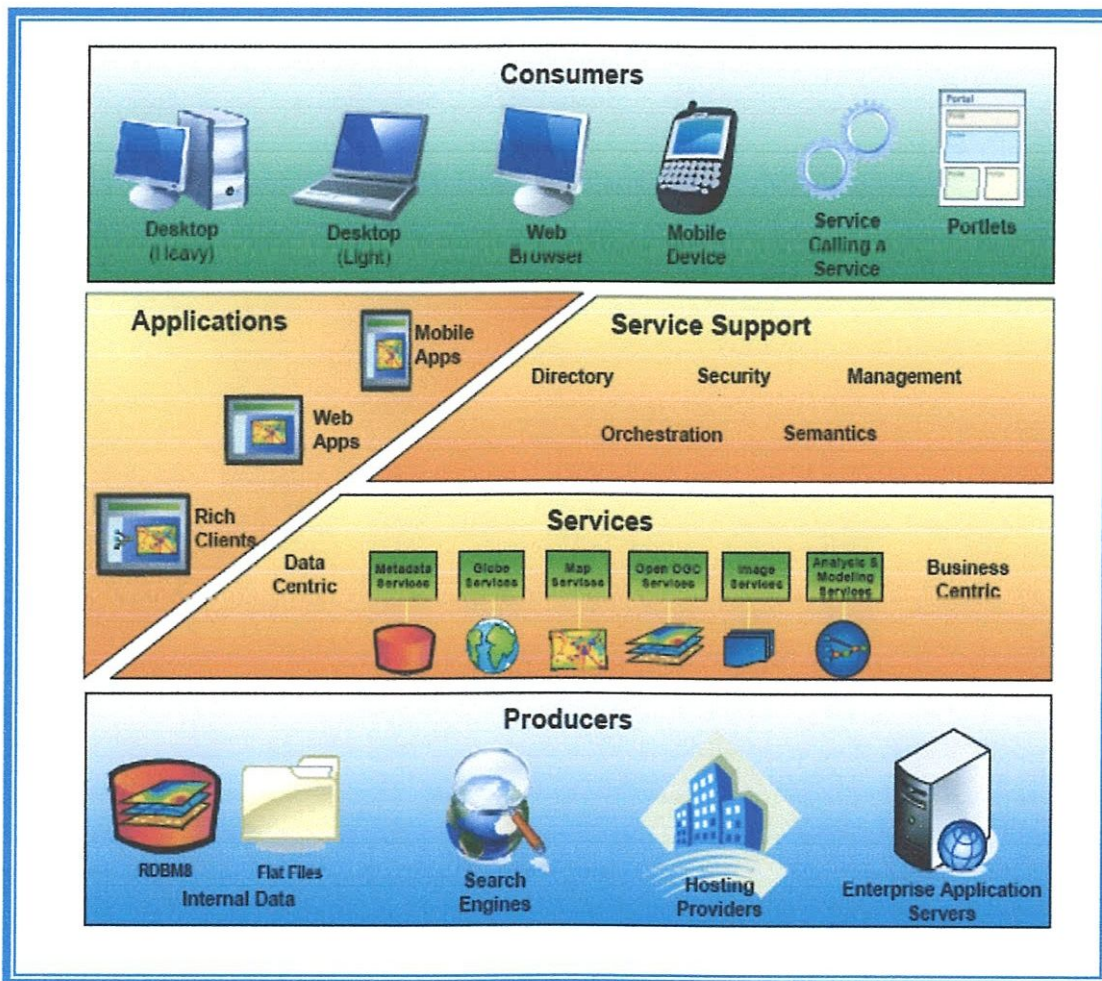 Consumers
Desktop
(Heavy)
Desktop
(Light)
Web
Browser
Mobile
Device
Service
Calling a
Service
Portal
Portlets
Applications
Mobile
Apps
Web
Apps
Rich
Clients
Service Support
Directory
Security
Management
Orchestration
Semantics
Services
Data
Centric
Metadata
Services
Globe
Services
Map
Services
Open OGC
Services
Image
Services
Analysis &
Modeling
Services
Business
Centric
Producers
RDBM8
Flat Files
Internal Data
Search
Engines
Hosting
Providers
Enterprise Application
Servers